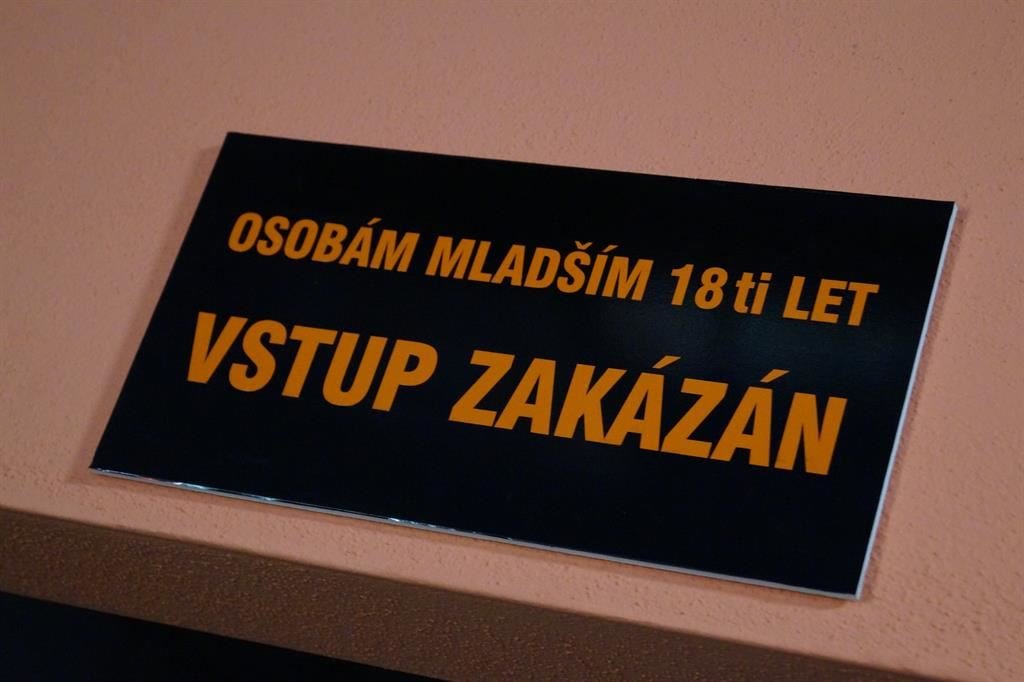 OSOBÁM MLADŠÍM 18ti LET
VSTUP ZAKÁZÁN